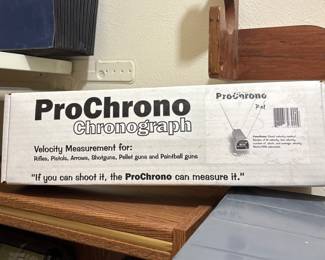 ProChrono
Chronograph
Velocity Measurement for:
Rifles, Pistols, Arrows, Shotguns, Pellet guns and Paintball guns
"If you can shoot it, the ProChrono can measure it."
ProChrono
Pal